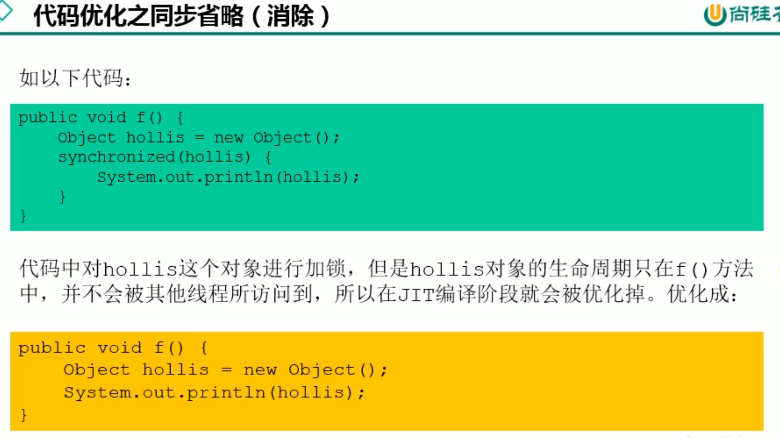 代码优化之同步省略（消除）
尚硅
如以下代码：
public void f() {
    Object hollis = new Object();
    synchronized(hollis) {
        System.out.println(hollis);
    }
}
代码中对hollis这个对象进行加锁，但是hollis对象的生命周期只在f()方法
中，并不会被其他线程所访问到，所以在JIT编译阶段就会被优化掉。优化成：
public void f() {
    Object hollis = new Object();
    System.out.println(hollis);
}